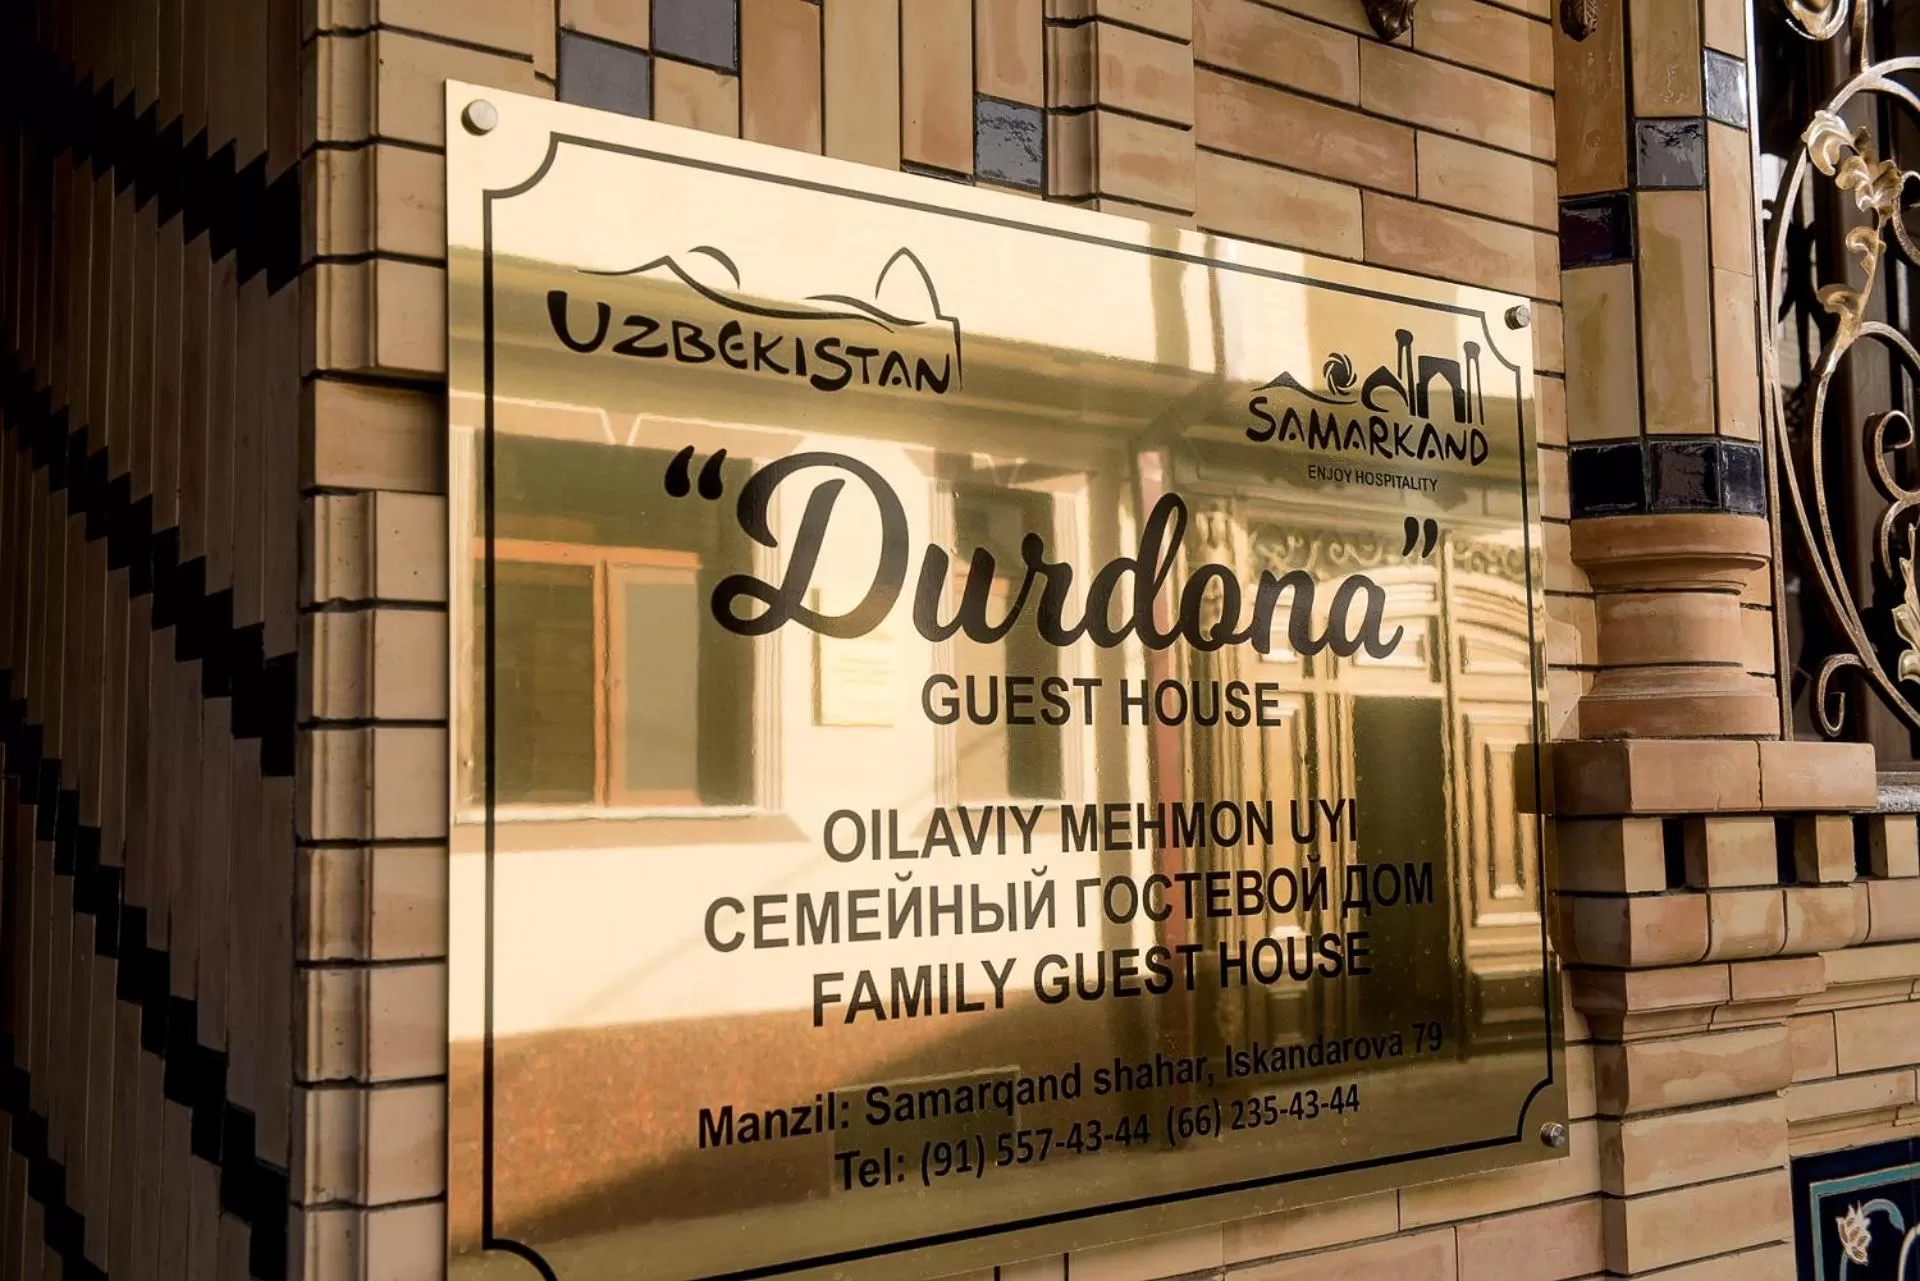 UZBEKISTAN
SAMARKAND
ENJOY HOSPITALITY
“Durdona”
GUEST HOUSE
OILAVIY MEHMON UYI
СЕМЕЙНЫЙ ГОСТЕВОЙ ДОМ
FAMILY GUEST HOUSE
Manzil: Samarqand shahar, Iskandarova 79
Tel: (91) 557-43-44 (66) 235-43-44